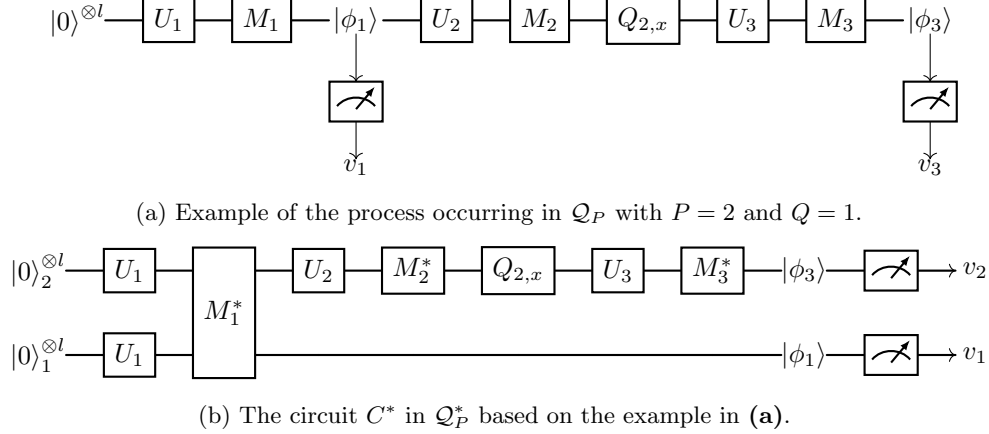 |0⟩^{⊗l} U_1 M_1 |ϕ_1⟩ U_2 M_2 Q_{2,x} U_3 M_3 |ϕ_3⟩
v_1 v_3
(a) Example of the process occurring in 𝒬_P with P = 2 and Q = 1.
|0⟩_2^{⊗l} U_1 U_2 M_2^* Q_{2,x} U_3 M_3^* |ϕ_3⟩ v_2
M_1^*
|0⟩_1^{⊗l} U_1 |ϕ_1⟩ v_1
(b) The circuit C^* in 𝒬_P^* based on the example in (a).